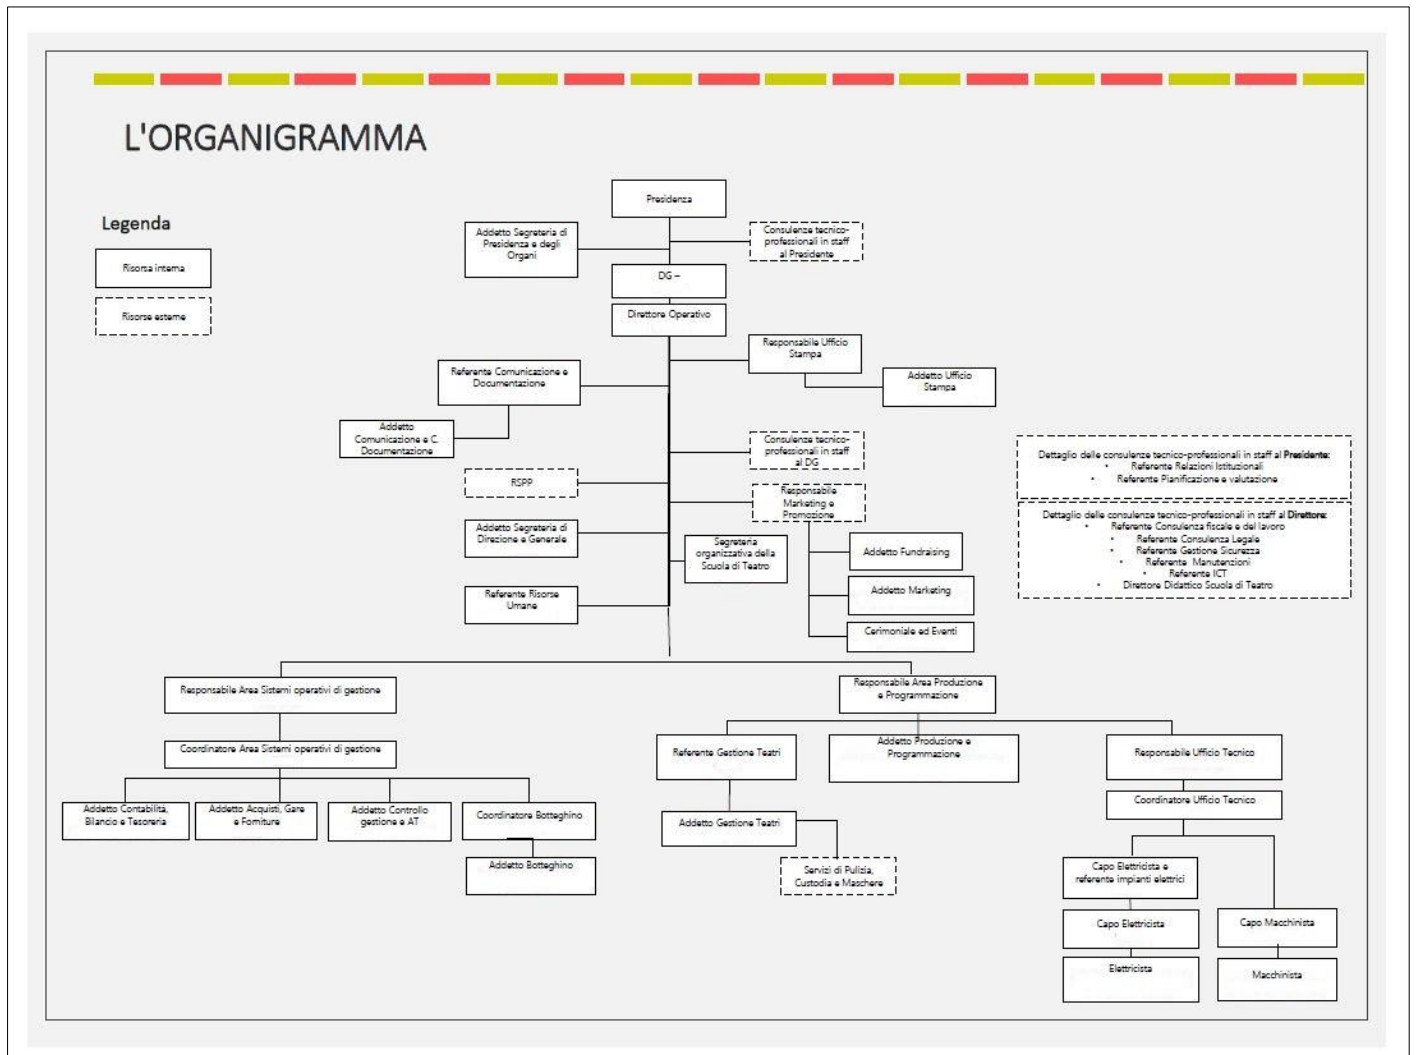 L'ORGANIGRAMMA
Legenda
Risorsa interna
Risorse esterne
Presidenza
Addetto Segreteria di
Presidenza e degli
Organi
Consulenze tecnico-
professionali in staff
al Presidente
DG –
Direttore Operativo
Responsabile Ufficio
Stampa
Addetto Ufficio
Stampa
Referente Comunicazione e
Documentazione
Addetto
Comunicazione e C.
Documentazione
Consulenze tecnico-
professionali in staff
al DG
RSPP
Responsabile
Marketing e
Promozione
Addetto Segreteria di
Direzione e Generale
Segreteria
organizzativa della
Scuola di Teatro
Addetto Fundraising
Addetto Marketing
Cerimoniale ed Eventi
Referente Risorse
Umane
Dettaglio delle consulenze tecnico-professionali in staff al Presidente:
• Referente Relazioni Istituzionali
• Referente Pianificazione e valutazione
Dettaglio delle consulenze tecnico-professionali in staff al Direttore:
• Referente Consulenza fiscale e del lavoro
• Referente Consulenza Legale
• Referente Gestione Sicurezza
• Referente Manutenzioni
• Referente ICT
• Direttore Didattico Scuola di Teatro
Responsabile Area Sistemi operativi di gestione
Coordinatore Area Sistemi operativi di gestione
Addetto Contabilità,
Bilancio e Tesoreria
Addetto Acquisti, Gare
e Forniture
Addetto Controllo
gestione e AT
Coordinatore Botteghino
Addetto Botteghino
Responsabile Area Produzione
e Programmazione
Referente Gestione Teatri
Addetto Gestione Teatri
Servizi di Pulizia,
Custodia e Maschere
Addetto Produzione e
Programmazione
Responsabile Ufficio Tecnico
Coordinatore Ufficio Tecnico
Capo Elettricista e
referente impianti elettrici
Capo Elettricista
Elettricista
Capo Macchinista
Macchinista